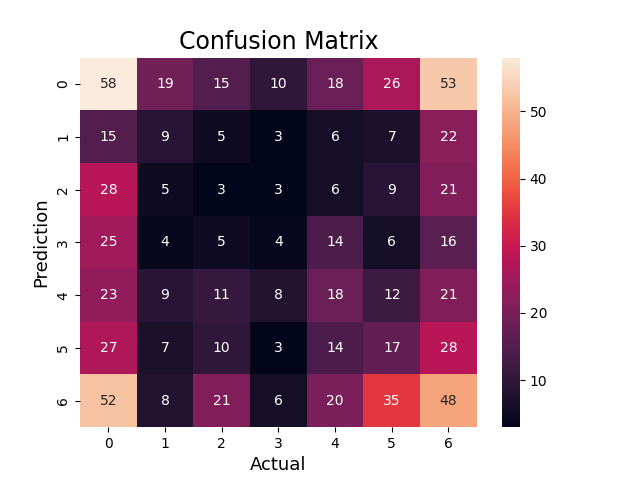 Confusion Matrix
0 58 19 15 10 18 26 53
1 15 9 5 3 6 7 22
2 28 5 3 3 6 9 21
3 25 4 5 4 14 6 16
4 23 9 11 8 18 12 21
5 27 7 10 3 14 17 28
6 52 8 21 6 20 35 48
0 1 2 3 4 5 6
Prediction
Actual
50
40
30
20
10